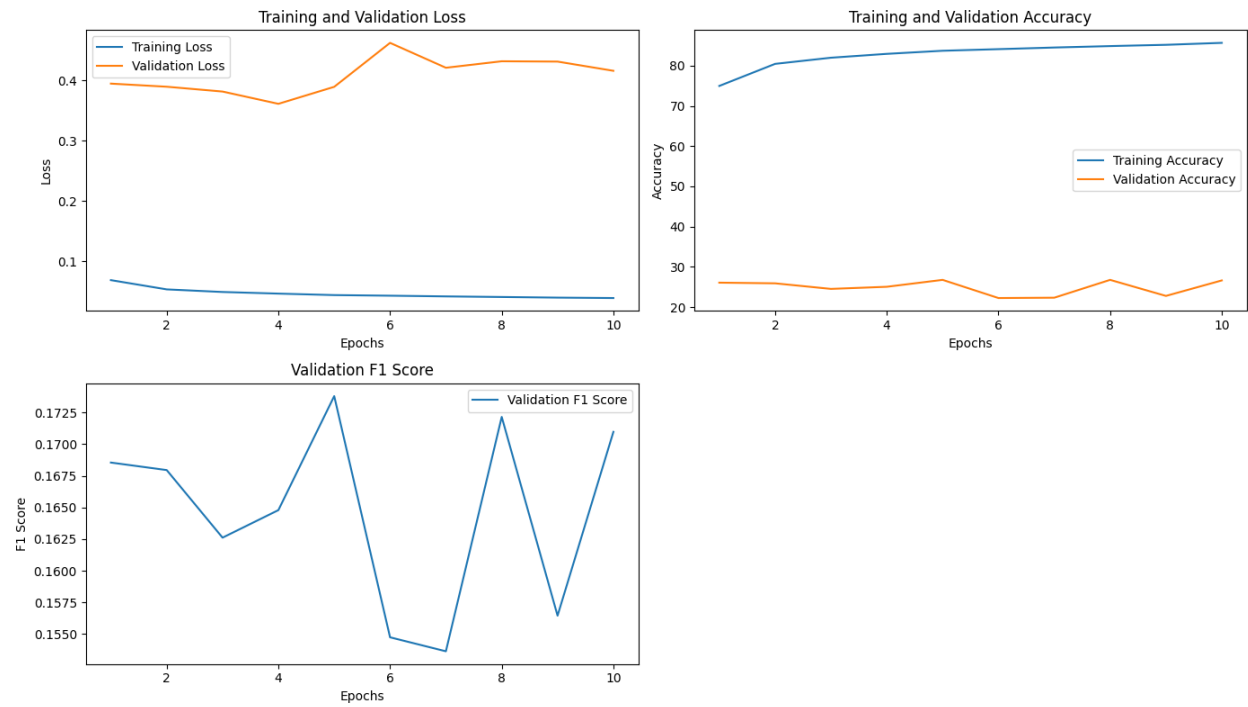 Training and Validation Loss
Training Loss
Validation Loss
0.4
0.3
0.2
0.1
Loss
2
4
6
8
10
Epochs
Training and Validation Accuracy
80
70
60
50
40
30
20
Accuracy
Training Accuracy
Validation Accuracy
2
4
6
8
10
Epochs
Validation F1 Score
Validation F1 Score
0.1725
0.1700
0.1675
0.1650
0.1625
0.1600
0.1575
0.1550
F1 Score
2
4
6
8
10
Epochs